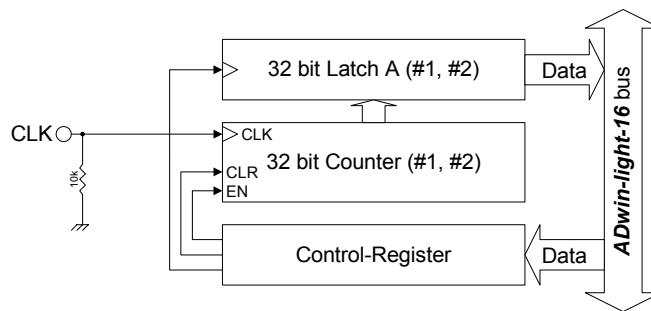 32 bit Latch A (#1, #2)
Data
CLK
CLK
32 bit Counter (#1, #2)
CLR
EN
10k
Control-Register
Data
ADwin-light-16 bus